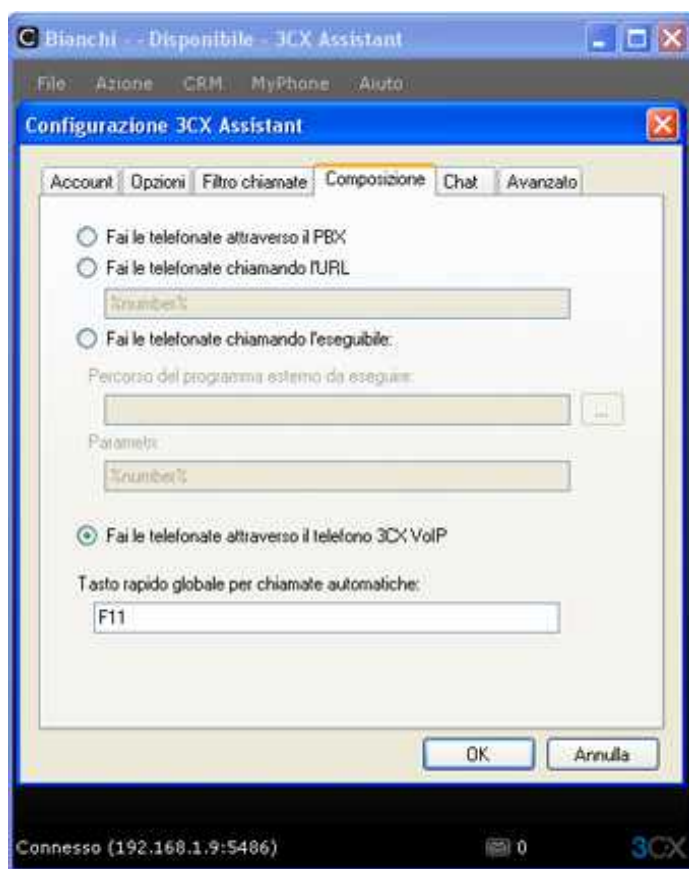 Bianchi - - Disponibile - 3CX Assistant
File Azione CRM MyPhone Aiuto
Configurazione 3CX Assistant
Account Opzioni Filtro chiamate Composizione Chat Avanzato
Fai le telefonate attraverso il PBX
Fai le telefonate chiamando l'URL
%number%
Fai le telefonate chiamando l'eseguibile:
Percorso del programma esterno da eseguire:
...
Parametri:
%number%
Fai le telefonate attraverso il telefono 3CX VoIP
Tasto rapido globale per chiamate automatiche:
F11
OK Annulla
Connesso (192.168.1.9:5486) 0 3CX